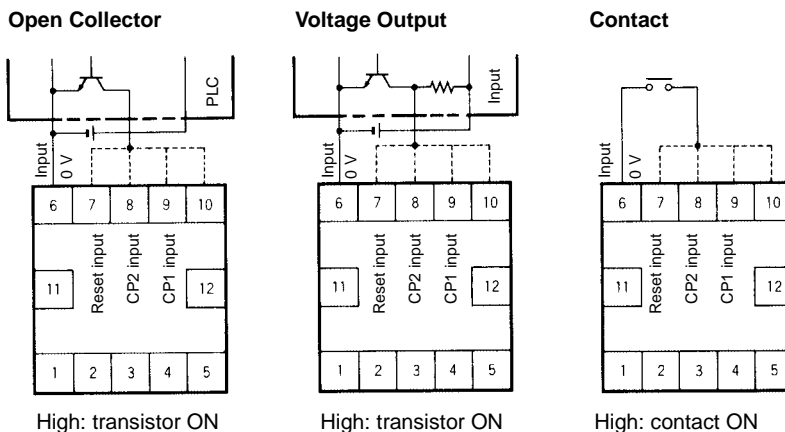 Open Collector
Voltage Output
Contact
PLC
Input
Input
0 V
Input
0 V
Input
0 V
6 7 8 9 10
6 7 8 9 10
6 7 8 9 10
Reset input
CP2 input
CP1 input
Reset input
CP2 input
CP1 input
Reset input
CP2 input
CP1 input
11 12
11 12
11 12
1 2 3 4 5
1 2 3 4 5
1 2 3 4 5
High: transistor ON
High: transistor ON
High: contact ON